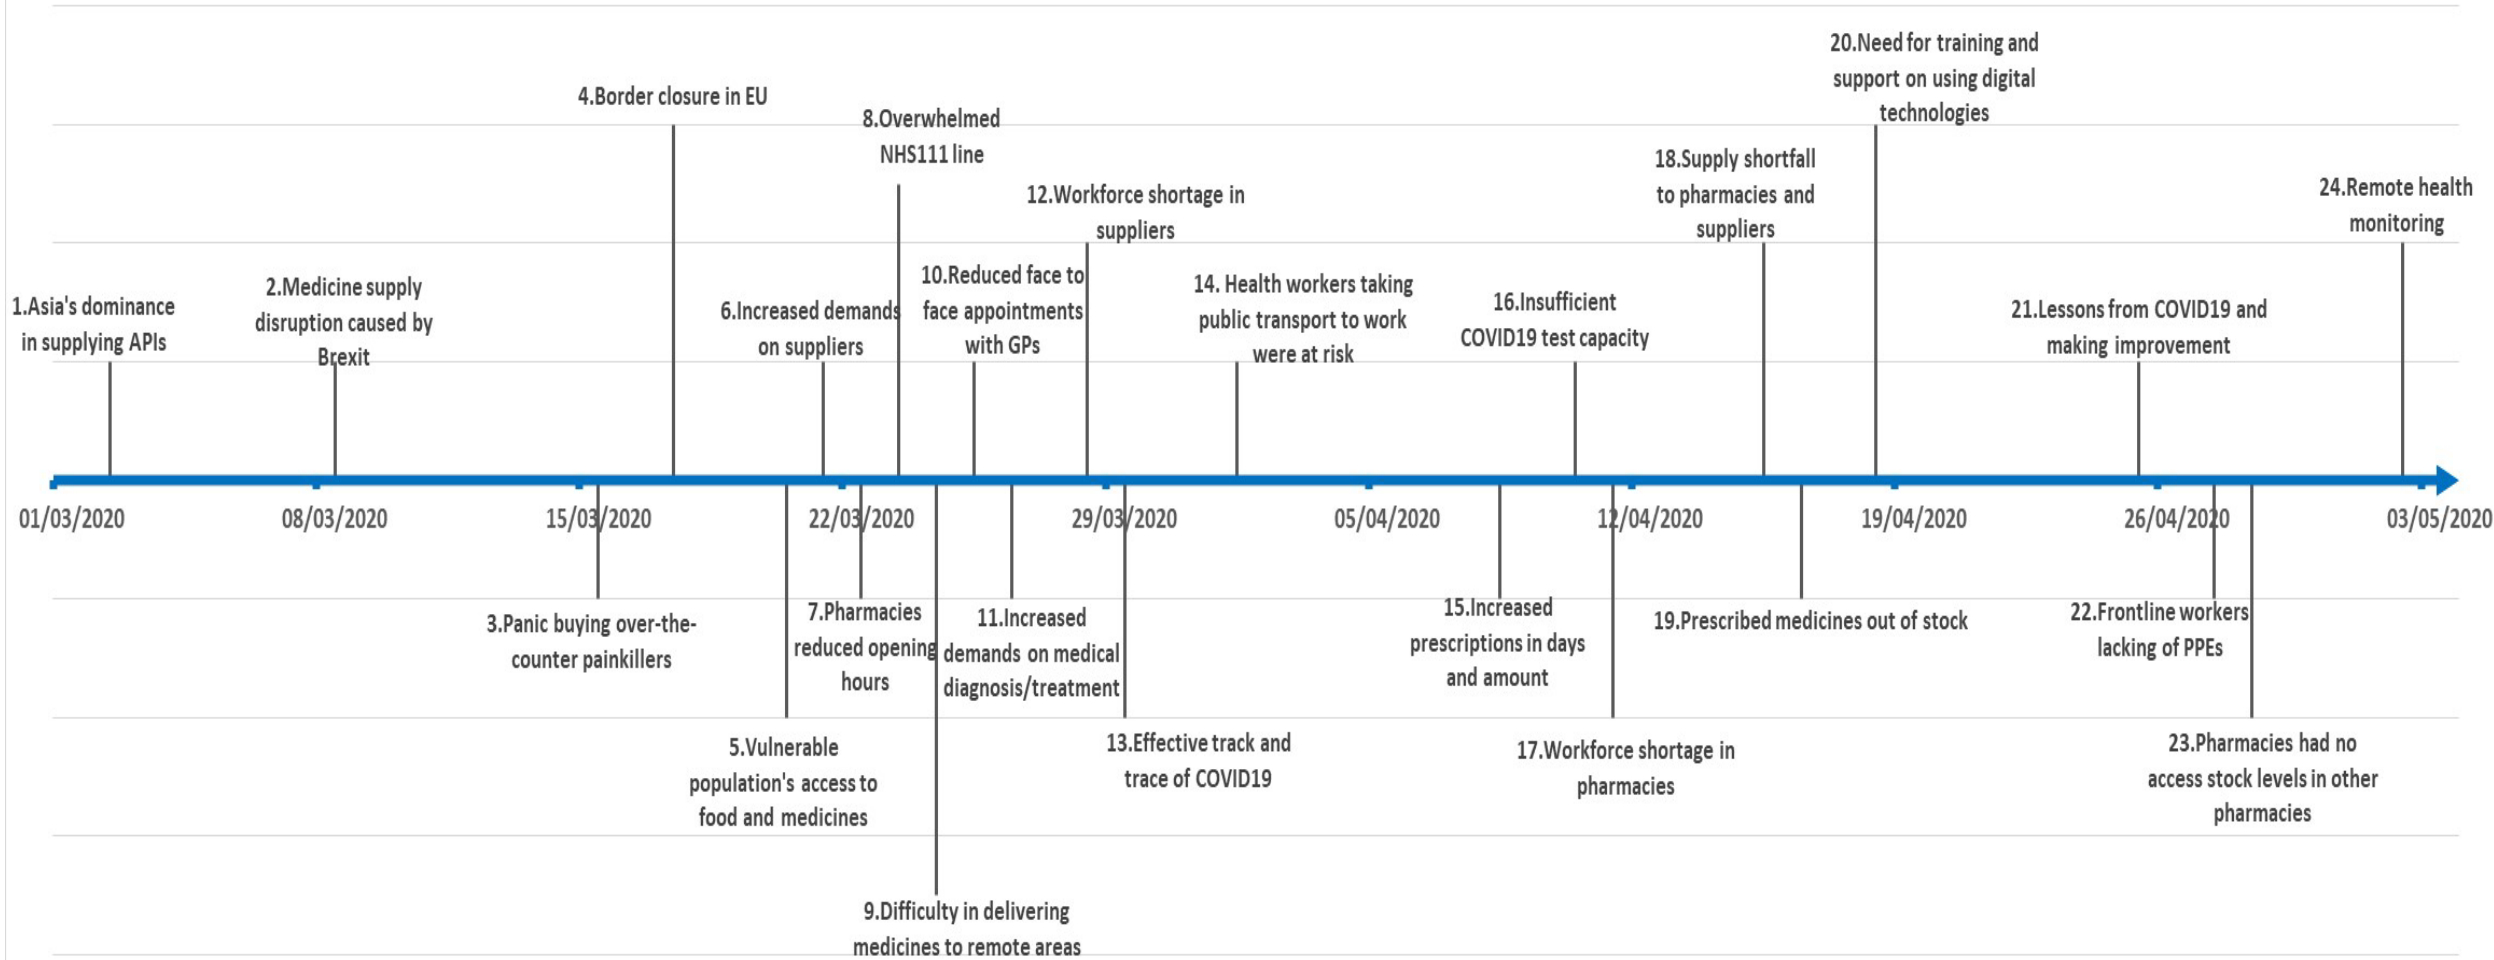 1.Asia's dominance
in supplying APIs
2.Medicine supply
disruption caused by
Brexit
4.Border closure in EU
6.Increased demands
on suppliers
8.Overwhelmed
NHS111 line
10.Reduced face to
face appointments
with GPs
12.Workforce shortage in
suppliers
14. Health workers taking
public transport to work
were at risk
16.Insufficient
COVID19 test capacity
18.Supply shortfall
to pharmacies and
suppliers
20.Need for training and
support on using digital
technologies
21.Lessons from COVID19 and
making improvement
24.Remote health
monitoring
01/03/2020
08/03/2020
15/03/2020
22/03/2020
29/03/2020
05/04/2020
12/04/2020
19/04/2020
26/04/2020
03/05/2020
3.Panic buying over-the-
counter painkillers
5.Vulnerable
population's access to
food and medicines
7.Pharmacies
reduced opening
hours
9.Difficulty in delivering
medicines to remote areas
11.Increased
demands on medical
diagnosis/treatment
13.Effective track and
trace of COVID19
15.Increased
prescriptions in days
and amount
17.Workforce shortage in
pharmacies
19.Prescribed medicines out of stock
22.Frontline workers
lacking of PPEs
23.Pharmacies had no
access stock levels in other
pharmacies